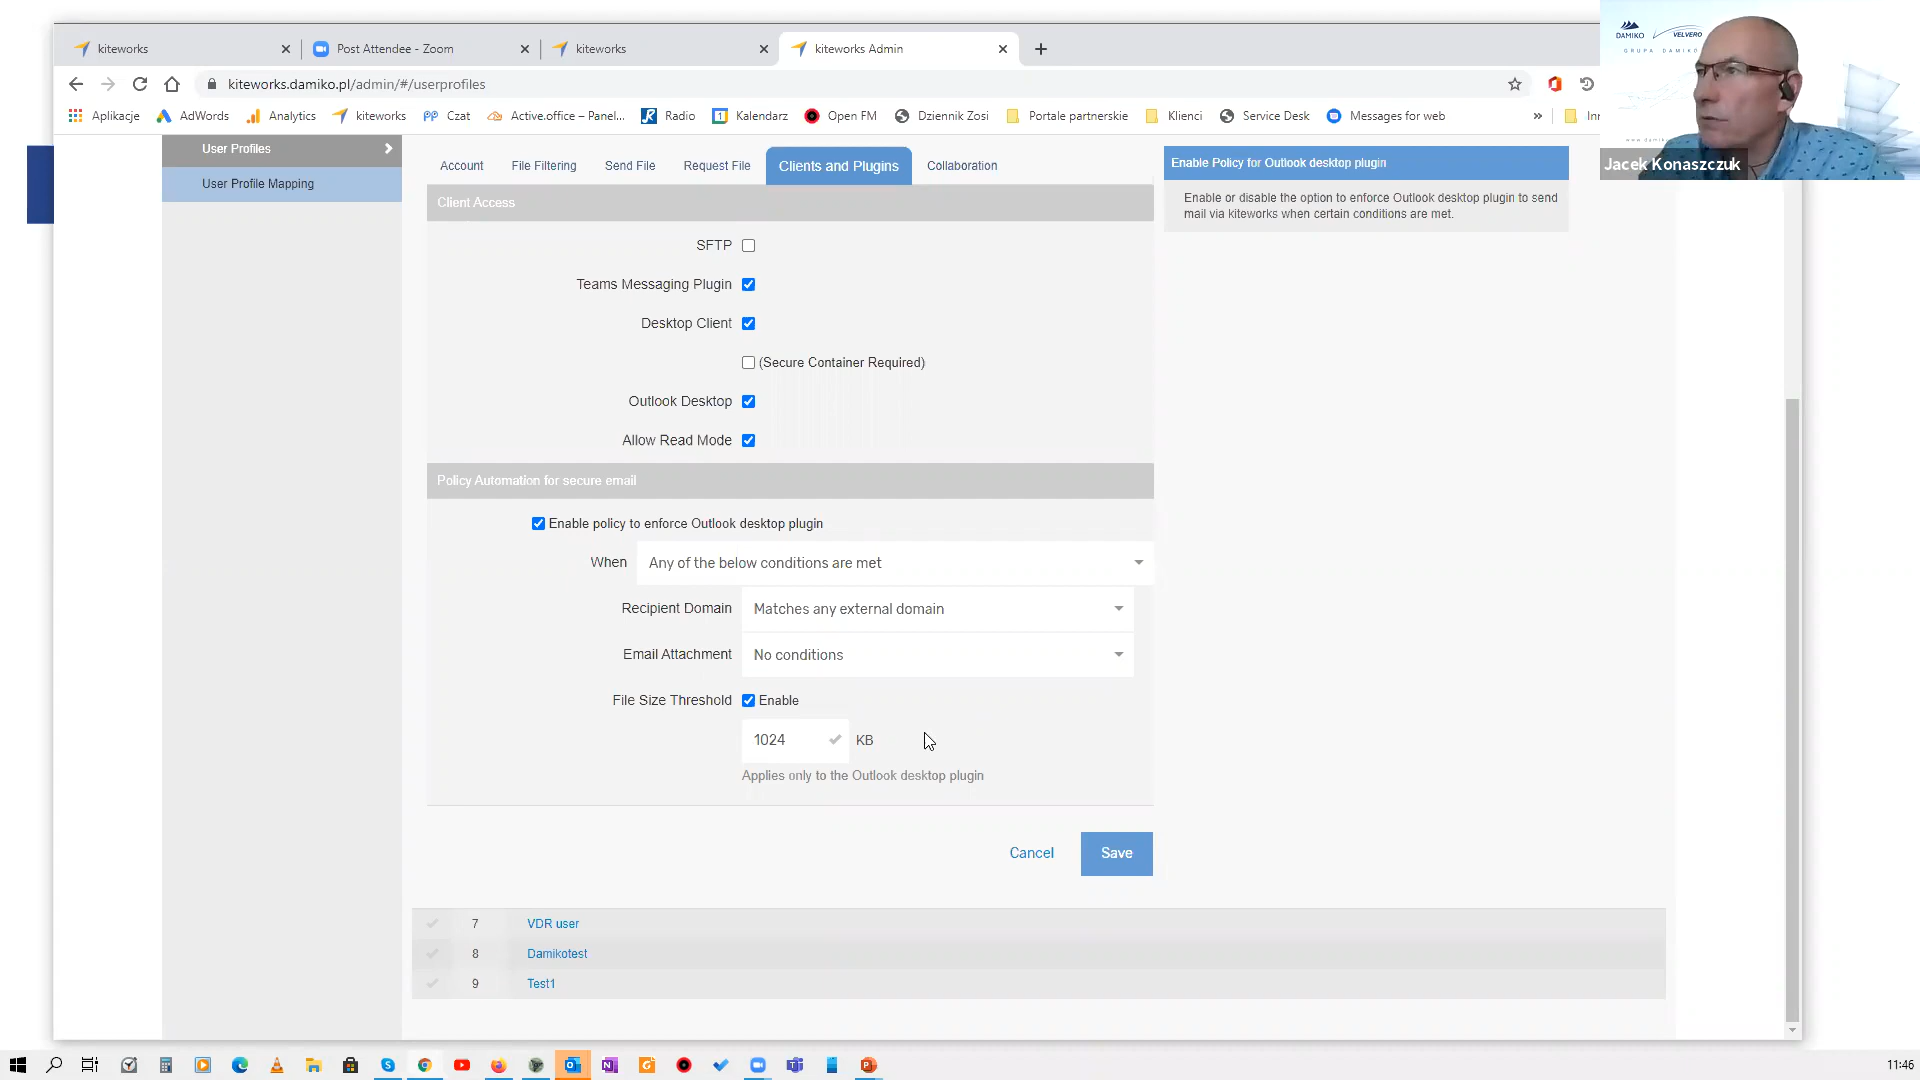 kiteworks
Post Attendee - Zoom
kiteworks
kiteworks Admin
kiteworks.damiko.pl/admin/#/userprofiles
Aplikacje
AdWords
Analytics
kiteworks
Czat
Active.office – Panel...
Radio
Kalendarz
Open FM
Dziennik Zosi
Portale partnerskie
Klienci
Service Desk
Messages for web
»
DAMIKO
VELVERO
GRUPA DAMIKO
Jacek Konaszczuk
User Profiles
User Profile Mapping
Account
File Filtering
Send File
Request File
Clients and Plugins
Collaboration
Client Access
SFTP
Teams Messaging Plugin
Desktop Client
(Secure Container Required)
Outlook Desktop
Allow Read Mode
Policy Automation for secure email
Enable policy to enforce Outlook desktop plugin
When Any of the below conditions are met
Recipient Domain Matches any external domain
Email Attachment No conditions
File Size Threshold Enable
1024 KB
Applies only to the Outlook desktop plugin
Cancel
Save
Enable Policy for Outlook desktop plugin
Enable or disable the option to enforce Outlook desktop plugin to send
mail via kiteworks when certain conditions are met.
7 VDR user
8 Damikotest
9 Test1
11:46